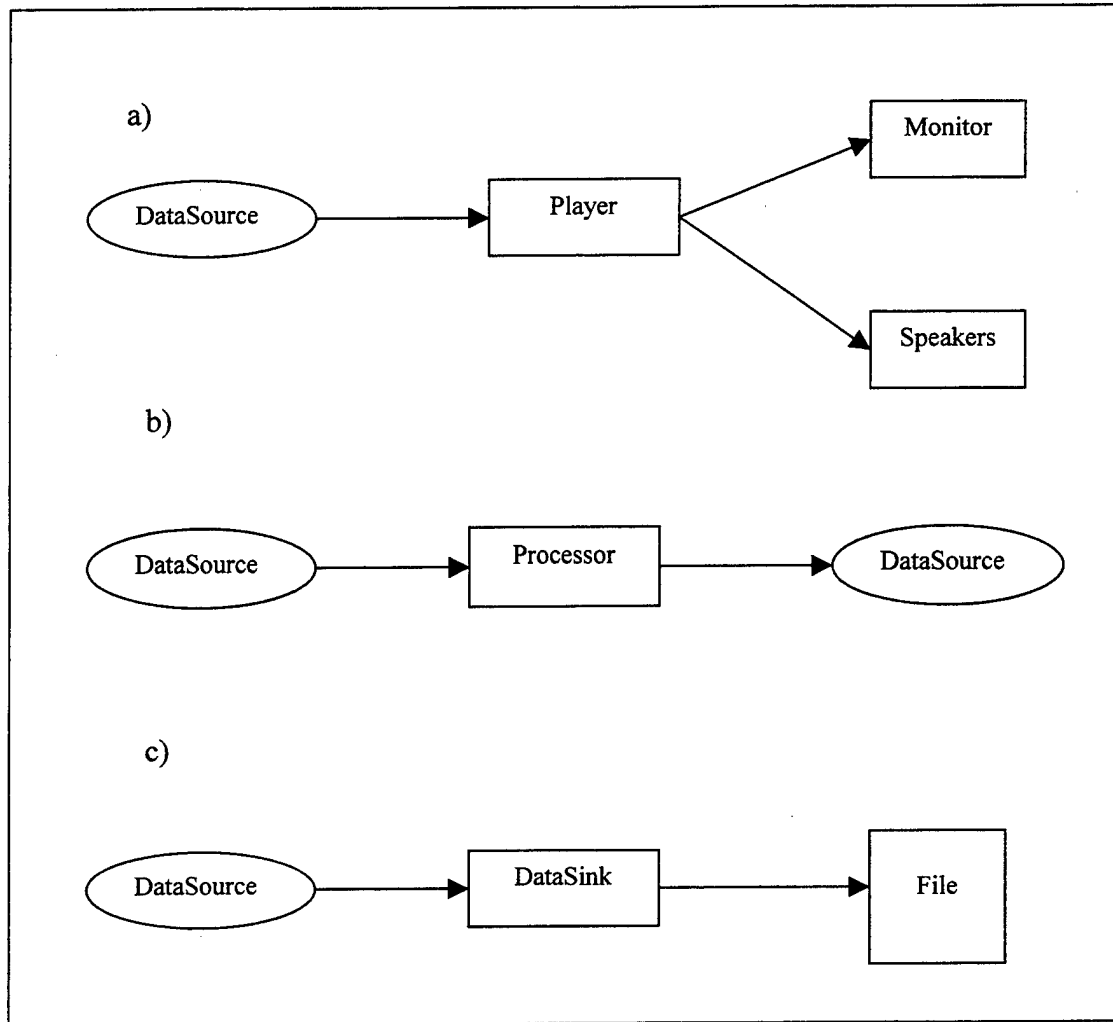 a)
Monitor
DataSource
Player
Speakers
b)
DataSource
Processor
DataSource
c)
DataSource
DataSink
File